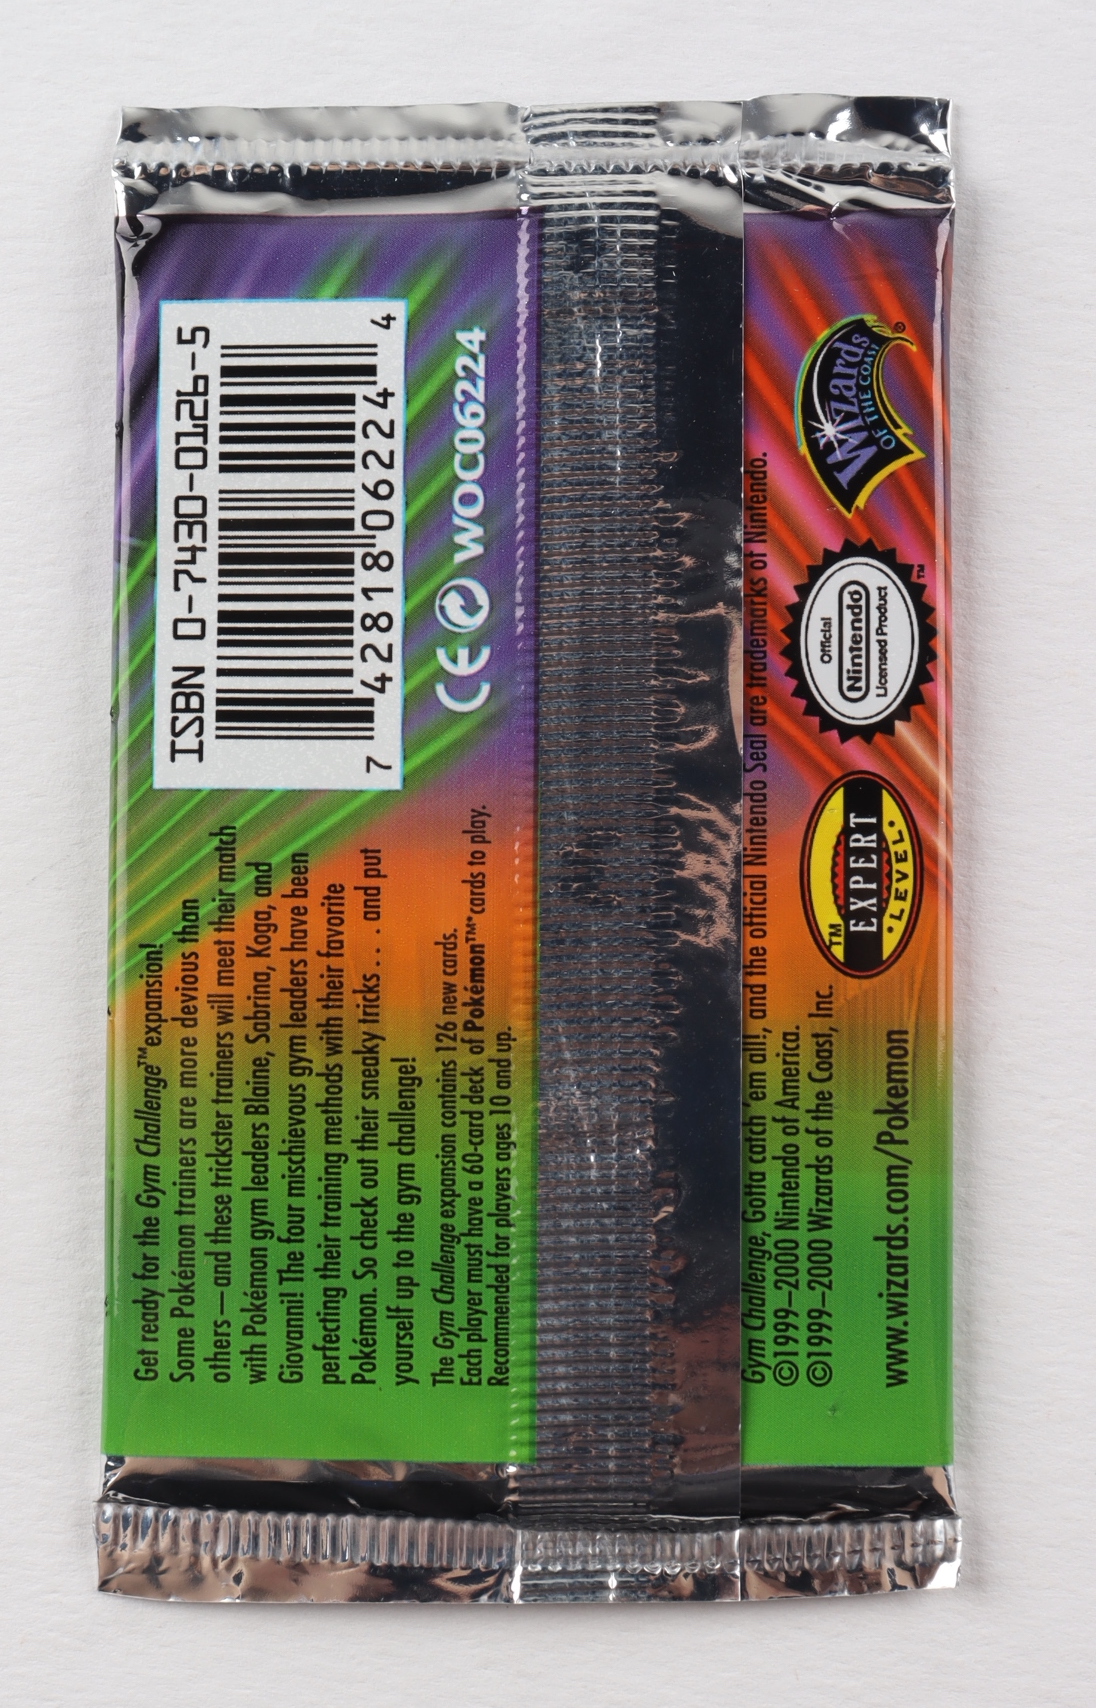 Get ready for the Gym Challenge™ expansion!
Some Pokémon trainers are more devious than
others—and these trickster trainers will meet their match
with Pokémon gym leaders Blaine, Sabrina, Koga, and
Giovanni! The four mischievous gym leaders have been
perfecting their training methods with their favorite
Pokémon. So check out their sneaky tricks . . . and put
yourself up to the gym challenge!
The Gym Challenge expansion contains 126 new cards.
Each player must have a 60-card deck of Pokémon™* cards to play.
Recommended for players ages 10 and up.
ISBN 0-7430-0126-5
7 42818 06224 4
CE WOC06224
Gym Challenge, Gotta catch 'em all!, and the official Nintendo Seal are trademarks of Nintendo.
©1999–2000 Nintendo of America.
©1999–2000 Wizards of the Coast, Inc.
www.wizards.com/Pokemon
TM
EXPERT
•LEVEL•
Official
Nintendo®
Licensed Product
™
Wizards
OF THE COAST
®